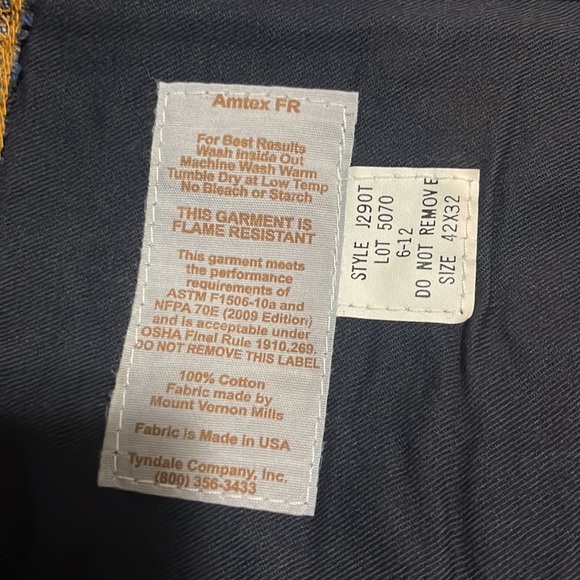 Amtex FR
For Best Results
Wash Inside Out
Machine Wash Warm
Tumble Dry at Low Temp
No Bleach or Starch
THIS GARMENT IS
FLAME RESISTANT
This garment meets
the performance
requirements of
ASTM F1506-10a and
NFPA 70E (2009 Edition)
and is acceptable under
OSHA Final Rule 1910.269.
DO NOT REMOVE THIS LABEL
100% Cotton
Fabric made by
Mount Vernon Mills
Fabric is Made in USA
Tyndale Company, Inc.
(800) 356-3433
STYLE J290T
LOT 5070
6-12
DO NOT REMOVE
SIZE 42X32